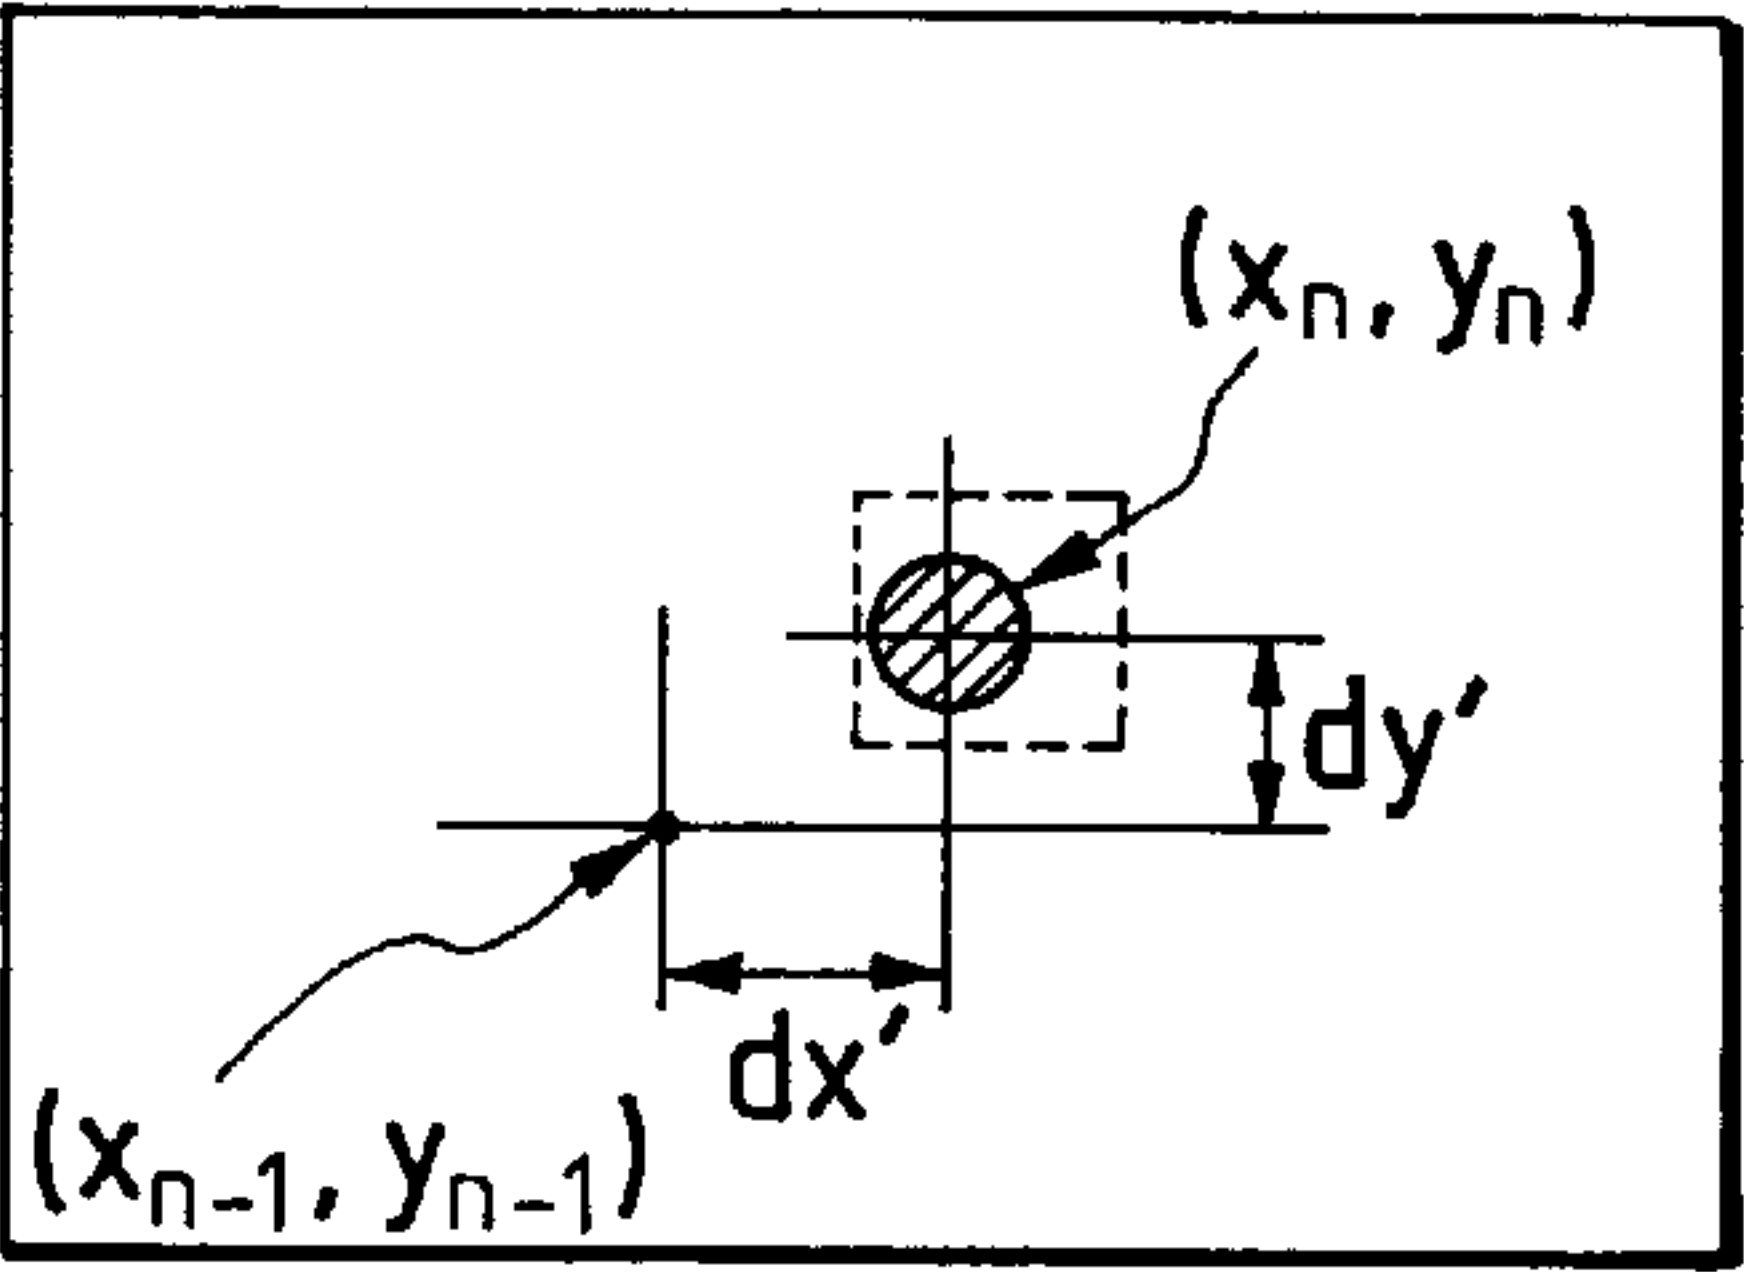 (xₙ, yₙ)
dy′
dx′
(xₙ₋₁, yₙ₋₁)